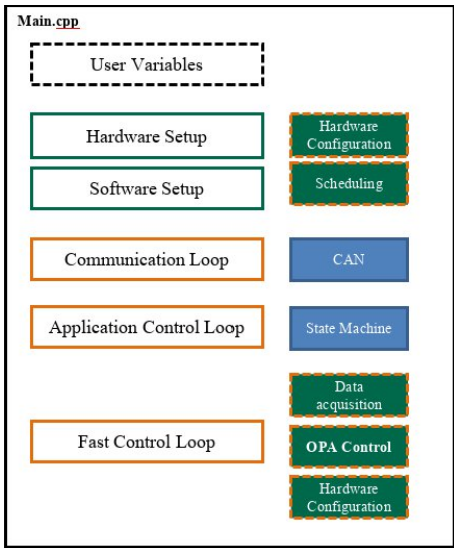 Main.cpp
User Variables
Hardware Setup
Hardware
Configuration
Software Setup
Scheduling
Communication Loop
CAN
Application Control Loop
State Machine
Data
acquisition
Fast Control Loop
OPA Control
Hardware
Configuration